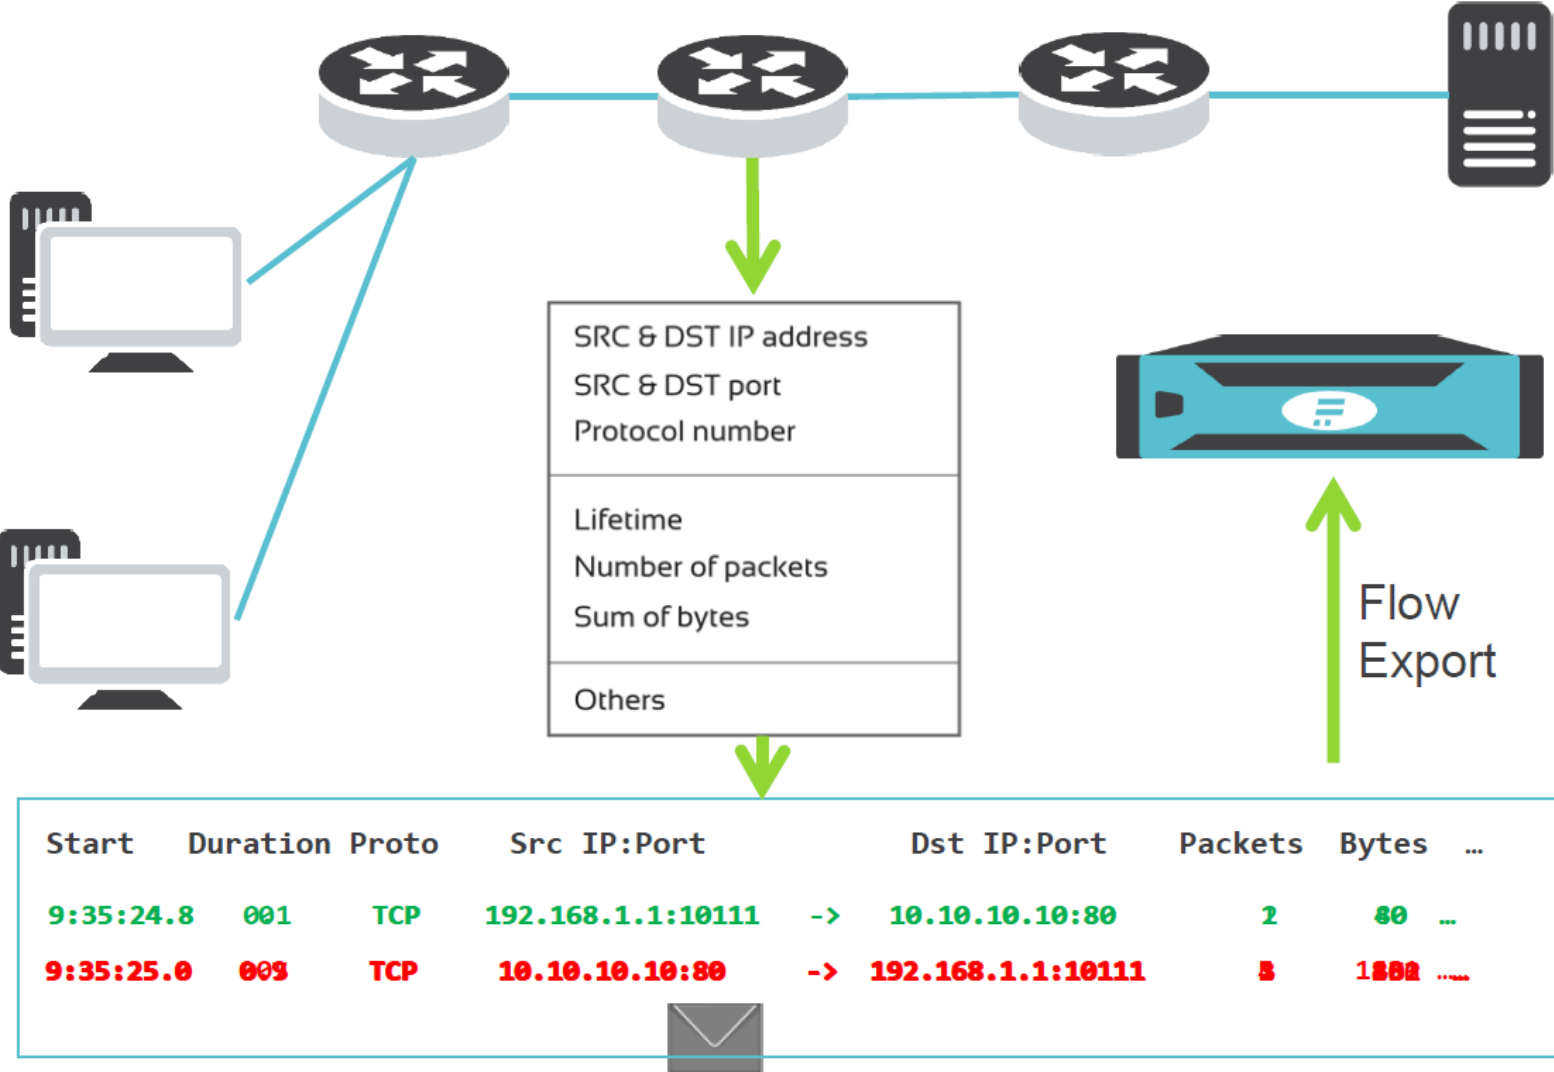 SRC & DST IP address
SRC & DST port
Protocol number
Lifetime
Number of packets
Sum of bytes
Others
Flow
Export
Start Duration Proto Src IP:Port Dst IP:Port Packets Bytes …
9:35:24.8 TCP 192.168.1.1:10111 -> 10.10.10.10:80 …
9:35:25.0 TCP 10.10.10.10:80 -> 192.168.1.1:10111 …